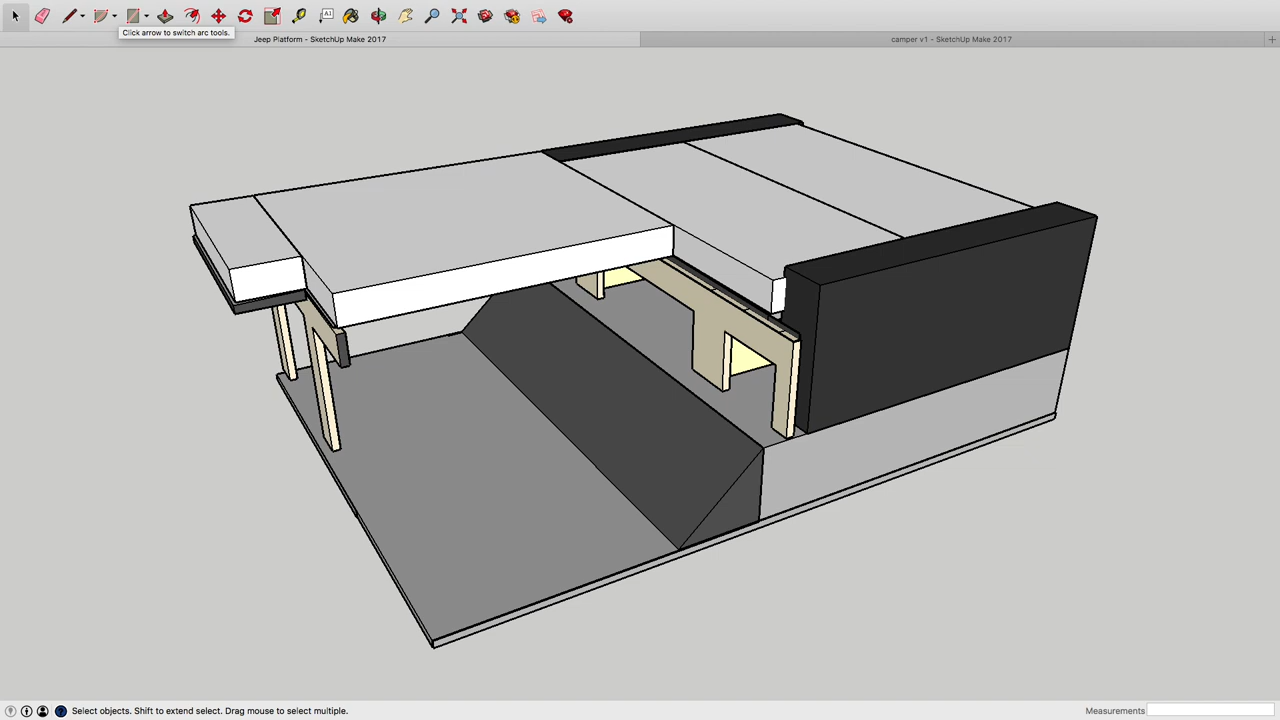 A1
Click arrow to switch arc tools.
Jeep Platform - SketchUp Make 2017
camper v1 - SketchUp Make 2017
Select objects. Shift to extend select. Drag mouse to select multiple.
Measurements